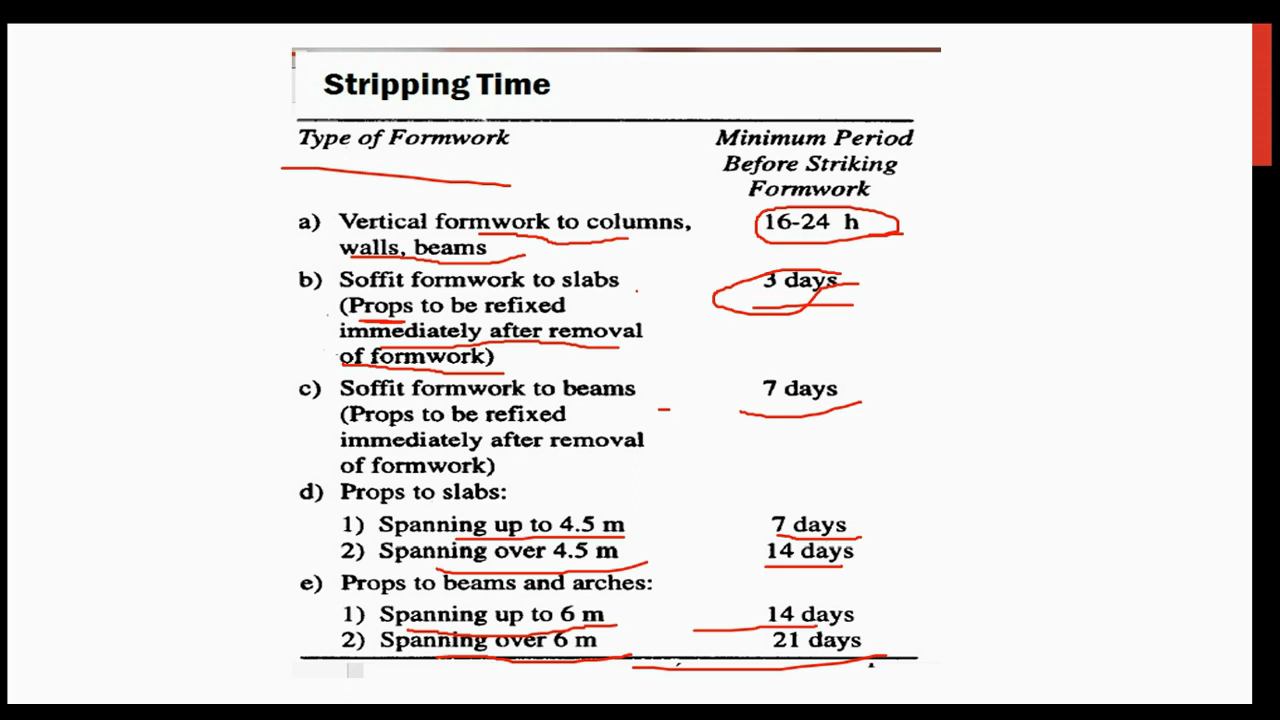 Stripping Time
Type of Formwork Minimum Period
Before Striking
Formwork
a) Vertical formwork to columns, 16-24 h
walls, beams
b) Soffit formwork to slabs 3 days
(Props to be refixed
immediately after removal
of formwork)
c) Soffit formwork to beams 7 days
(Props to be refixed
immediately after removal
of formwork)
d) Props to slabs:
1) Spanning up to 4.5 m 7 days
2) Spanning over 4.5 m 14 days
e) Props to beams and arches:
1) Spanning up to 6 m 14 days
2) Spanning over 6 m 21 days